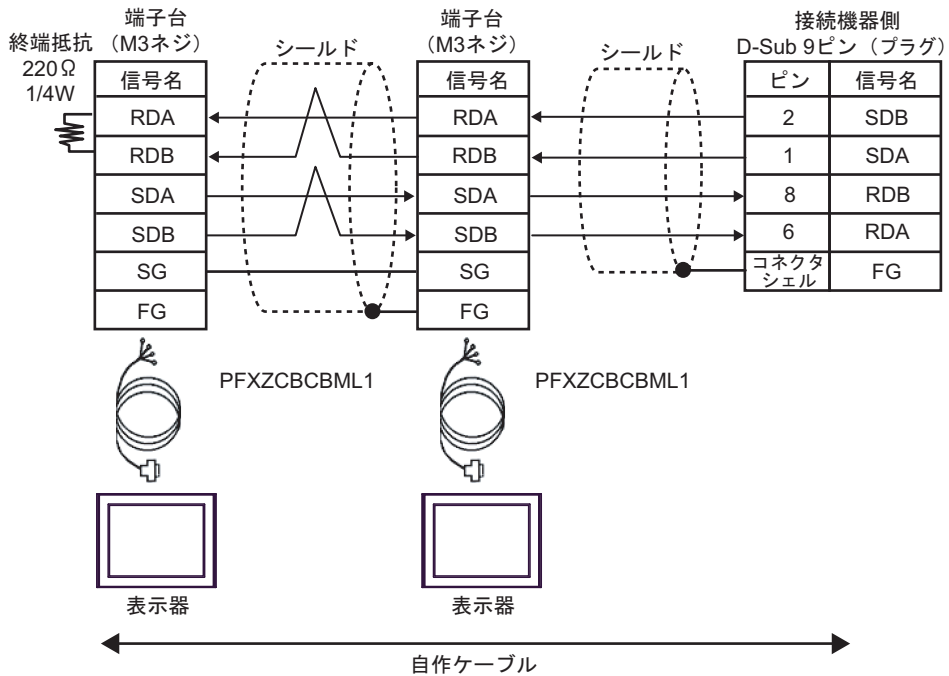 端子台
(M3ネジ)
終端抵抗
220Ω
1/4W
信号名
RDA
RDB
SDA
SDB
SG
FG
シールド
端子台
(M3ネジ)
信号名
RDA
RDB
SDA
SDB
SG
FG
シールド
接続機器側
D-Sub 9ピン（プラグ）
ピン 信号名
2 SDB
1 SDA
8 RDB
6 RDA
コネクタ
シェル FG
PFXZCBCBML1
PFXZCBCBML1
表示器
表示器
自作ケーブル